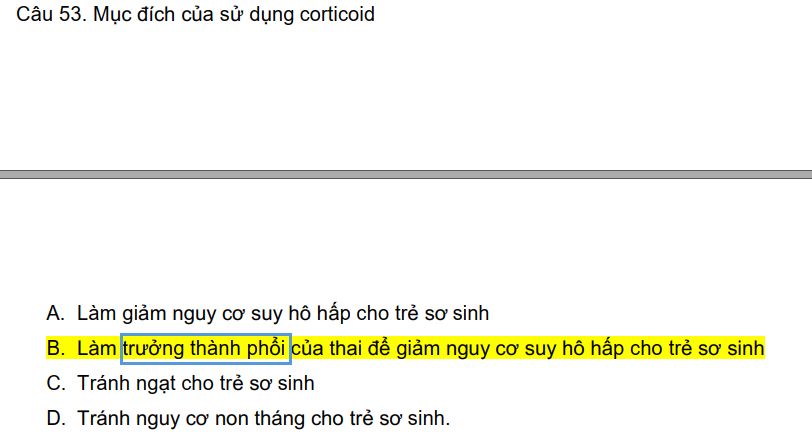 Câu 53. Mục đích của sử dụng corticoid
A. Làm giảm nguy cơ suy hô hấp cho trẻ sơ sinh
B. Làm trưởng thành phổi của thai để giảm nguy cơ suy hô hấp cho trẻ sơ sinh
C. Tránh ngạt cho trẻ sơ sinh
D. Tránh nguy cơ non tháng cho trẻ sơ sinh.